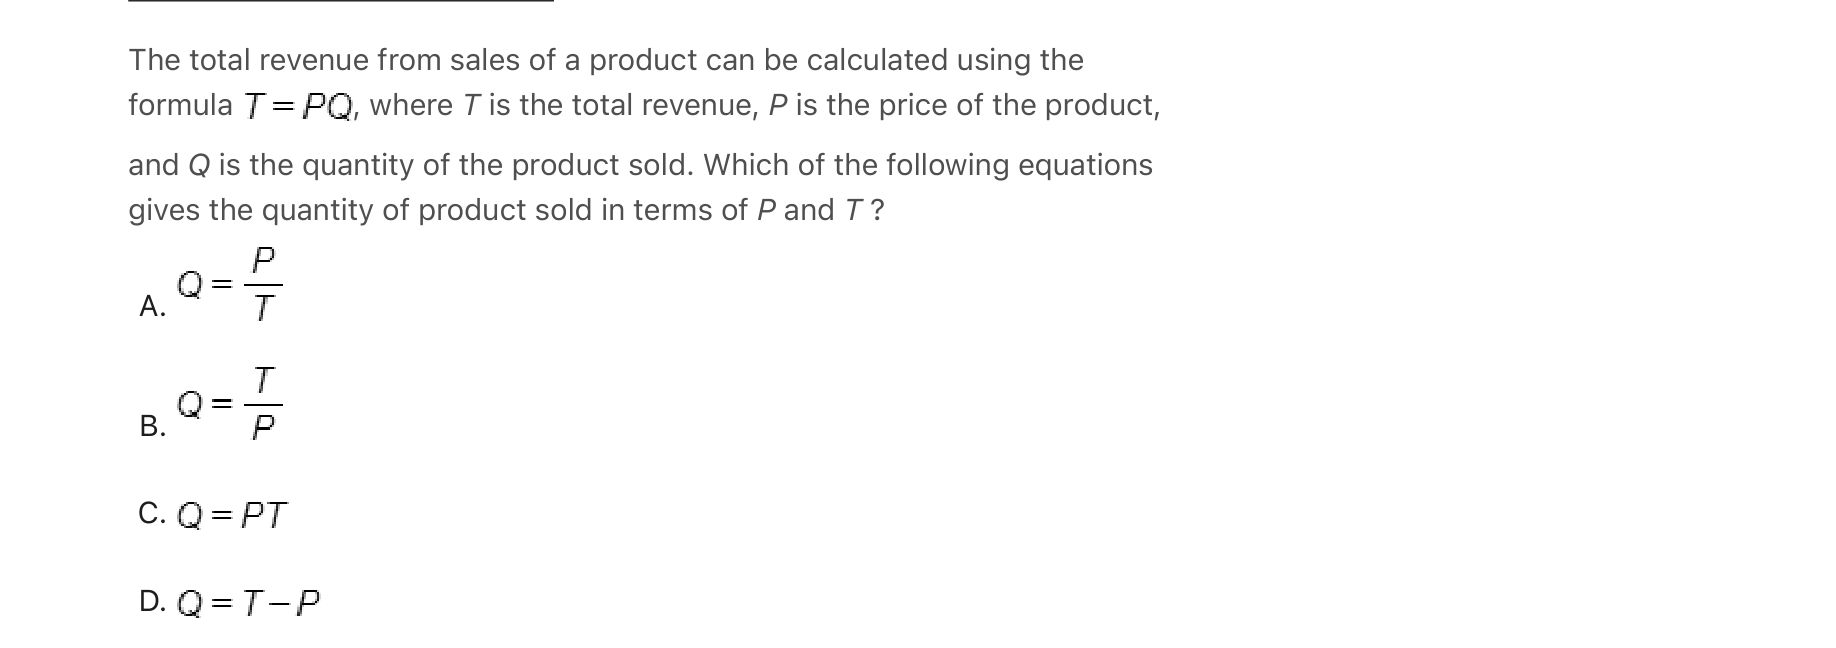 The total revenue from sales of a product can be calculated using the
formula T = PQ, where T is the total revenue, P is the price of the product,
and Q is the quantity of the product sold. Which of the following equations
gives the quantity of product sold in terms of P and T ?
A. Q = P/T
B. Q = T/P
C. Q = PT
D. Q = T − P